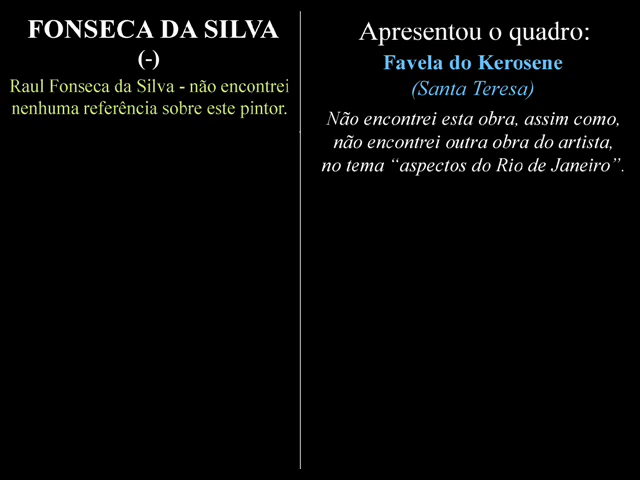 FONSECA DA SILVA
(-)
Raul Fonseca da Silva - não encontrei
nenhuma referência sobre este pintor.
Apresentou o quadro:
Favela do Kerosene
(Santa Teresa)
Não encontrei esta obra, assim como,
não encontrei outra obra do artista,
no tema “aspectos do Rio de Janeiro”.